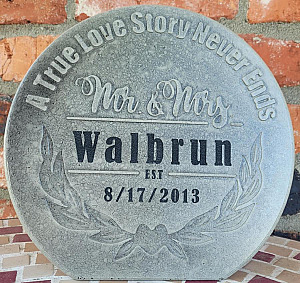 A True Love Story Never Ends
Mr & Mrs
Walbrun
EST
8/17/2013